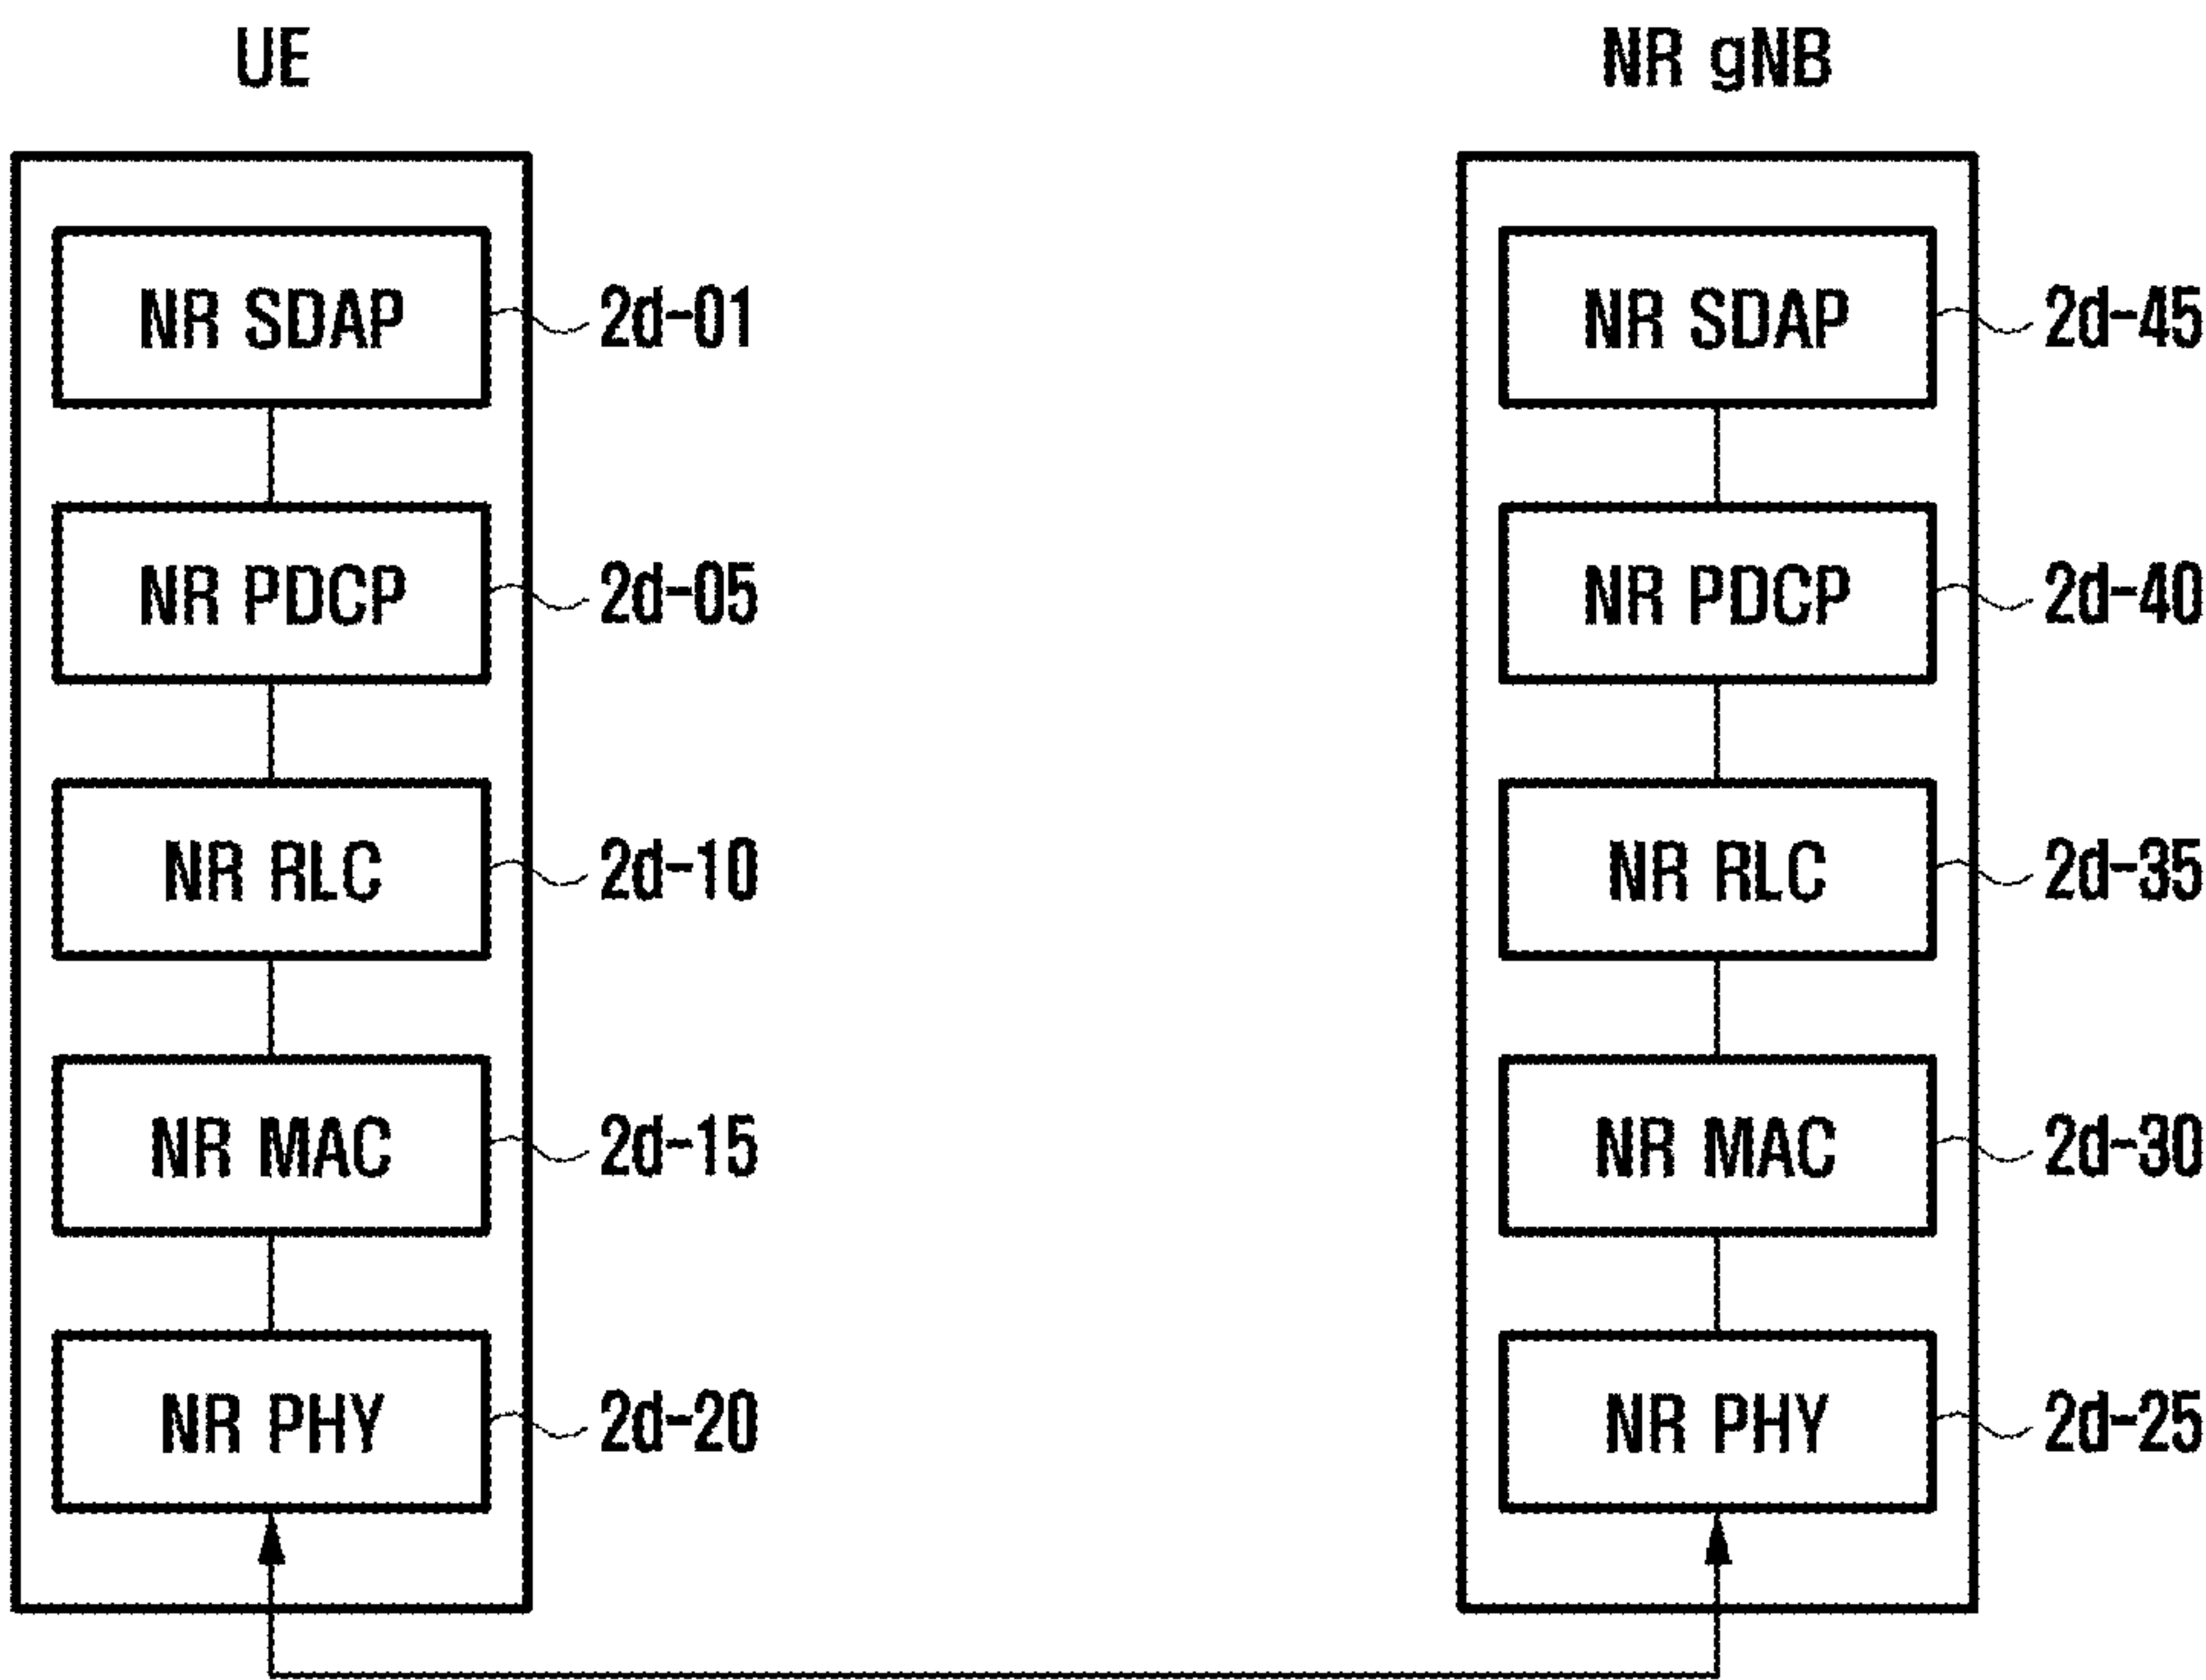 UE
NR gNB
NR SDAP
2d-01
NR SDAP
2d-45
NR PDCP
2d-05
NR PDCP
2d-40
NR RLC
2d-10
NR RLC
2d-35
NR MAC
2d-15
NR MAC
2d-30
NR PHY
2d-20
NR PHY
2d-25